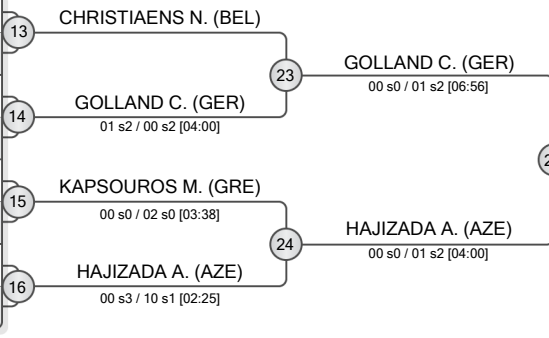 CHRISTIAENS N. (BEL)
13
23
GOLLAND C. (GER)
00 s0 / 01 s2 [06:56]
GOLLAND C. (GER)
14
01 s2 / 00 s2 [04:00]
KAPSOUROS M. (GRE)
15
00 s0 / 02 s0 [03:38]
24
HAJIZADA A. (AZE)
00 s0 / 01 s2 [04:00]
HAJIZADA A. (AZE)
16
00 s3 / 10 s1 [02:25]